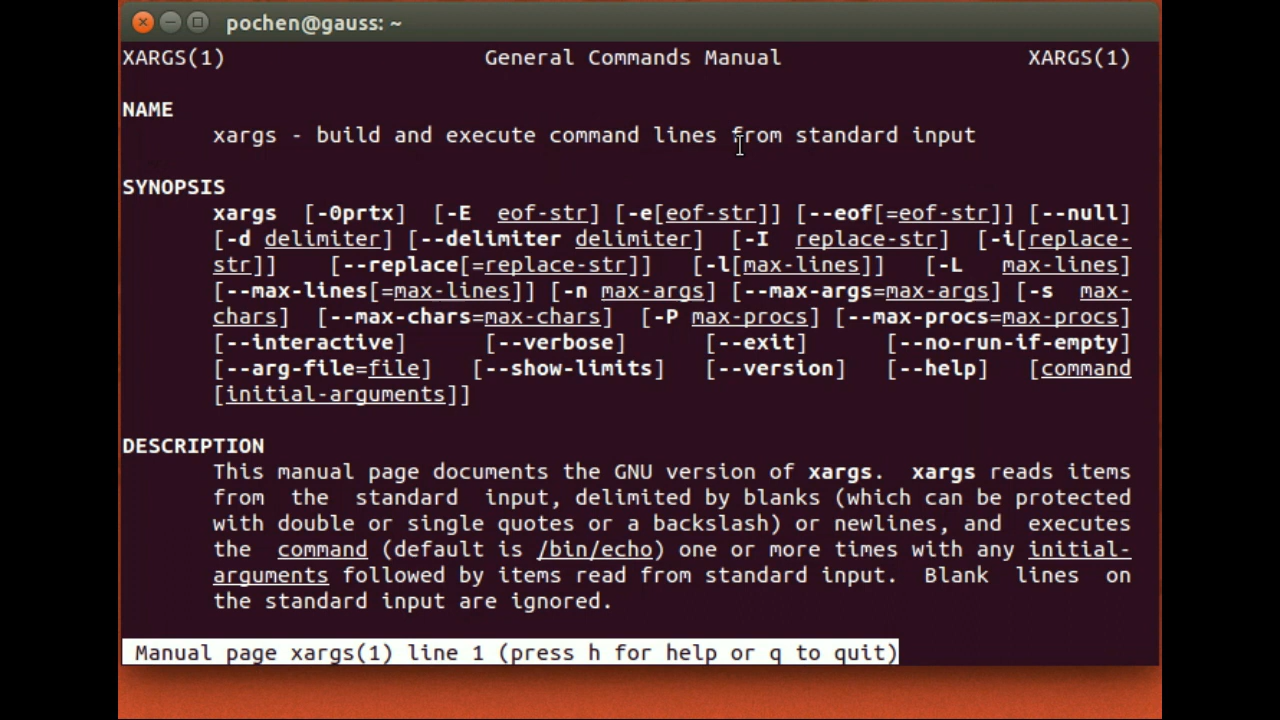 pochen@gauss: ~
XARGS(1) General Commands Manual XARGS(1)
NAME
xargs - build and execute command lines from standard input
SYNOPSIS
xargs [-0prtx] [-E eof-str] [-e[eof-str]] [--eof[=eof-str]] [--null]
[-d delimiter] [--delimiter delimiter] [-I replace-str] [-i[replace-
str]] [--replace[=replace-str]] [-l[max-lines]] [-L max-lines]
[--max-lines[=max-lines]] [-n max-args] [--max-args=max-args] [-s max-
chars] [--max-chars=max-chars] [-P max-procs] [--max-procs=max-procs]
[--interactive] [--verbose] [--exit] [--no-run-if-empty]
[--arg-file=file] [--show-limits] [--version] [--help] [command
[initial-arguments]]
DESCRIPTION
This manual page documents the GNU version of xargs. xargs reads items
from the standard input, delimited by blanks (which can be protected
with double or single quotes or a backslash) or newlines, and executes
the command (default is /bin/echo) one or more times with any initial-
arguments followed by items read from standard input. Blank lines on
the standard input are ignored.
Manual page xargs(1) line 1 (press h for help or q to quit)